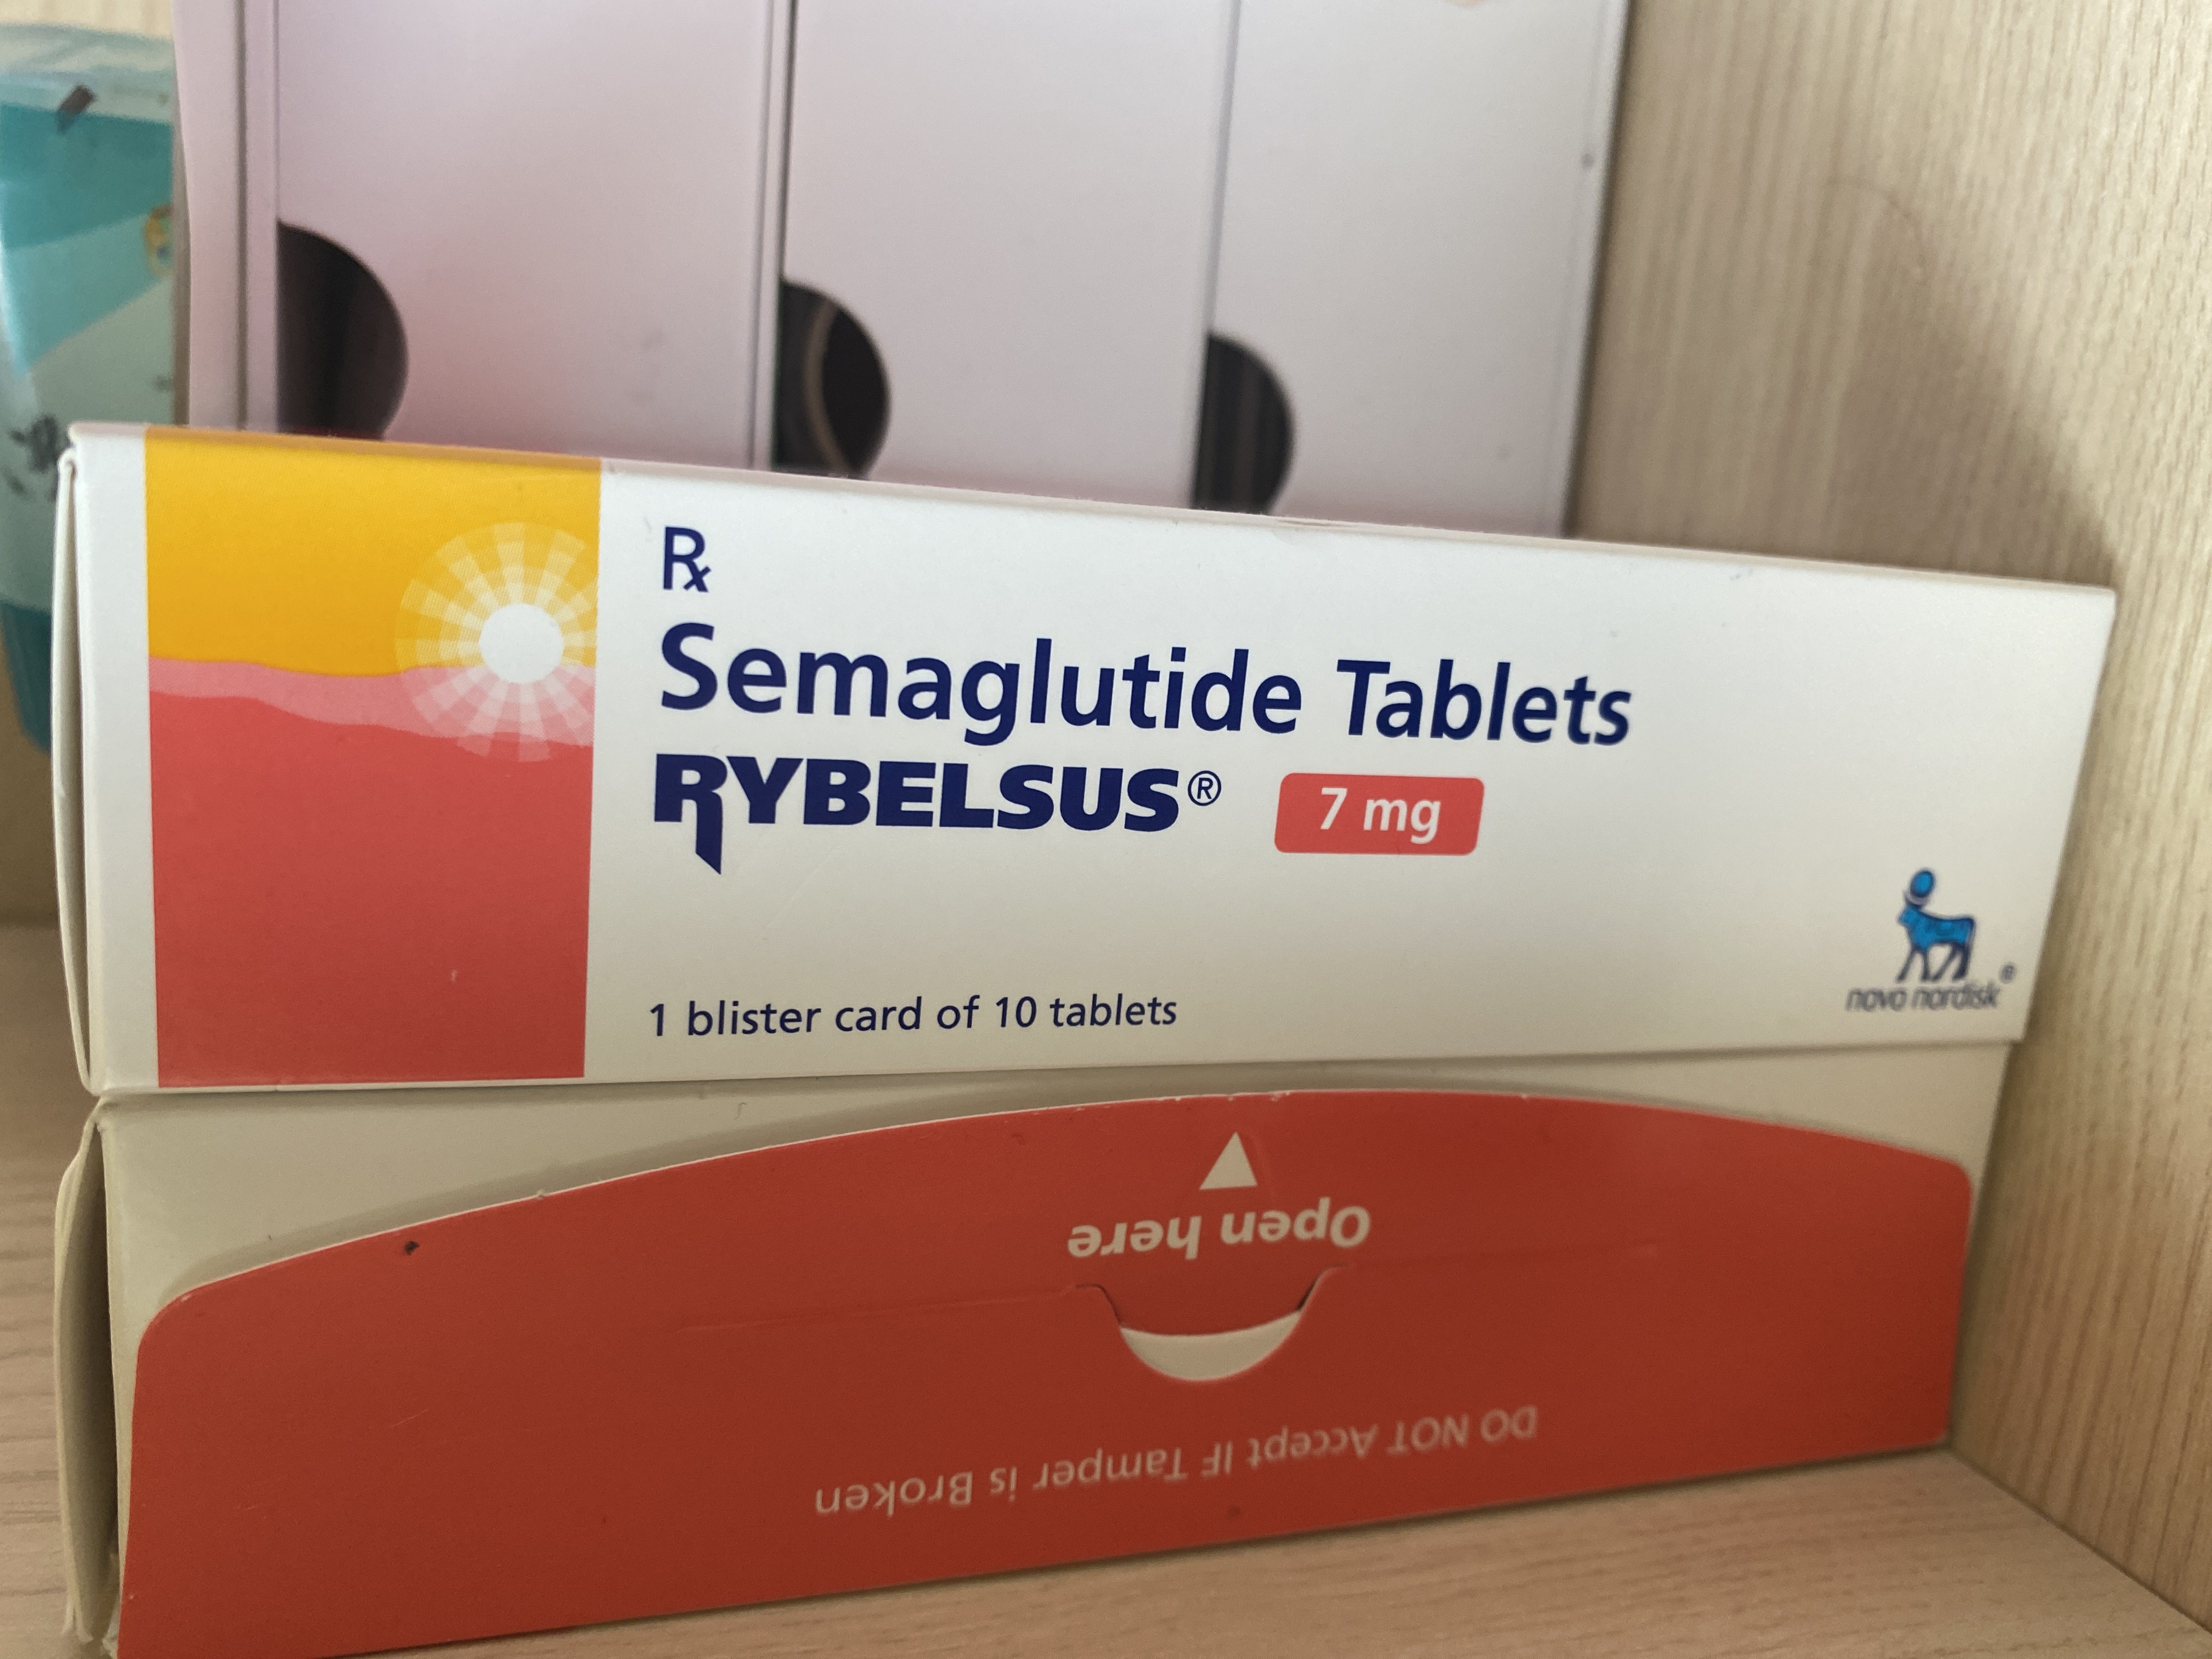 Rx
Semaglutide Tablets
RYBELSUS® 7 mg
1 blister card of 10 tablets
novo nordisk®
Open here
DO NOT Accept IF Tamper is Broken